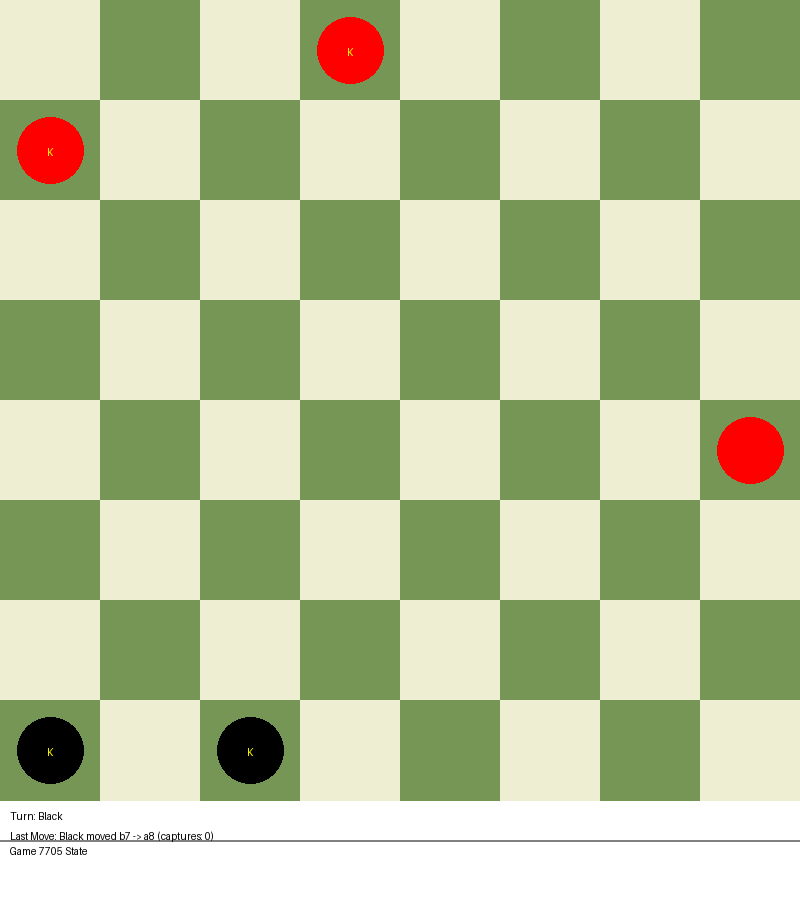 K
K
K K
Turn: Black
Last Move: Black moved b7 -> a8 (captures: 0)
Game 7705 State